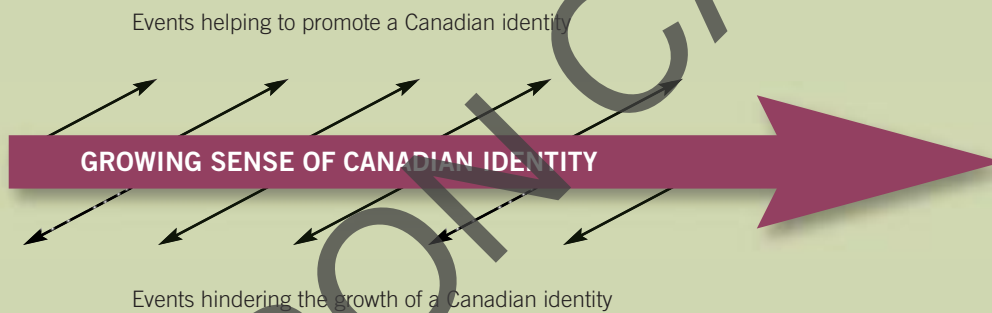 Events helping to promote a Canadian identity
GROWING SENSE OF CANADIAN IDENTITY
Events hindering the growth of a Canadian identity